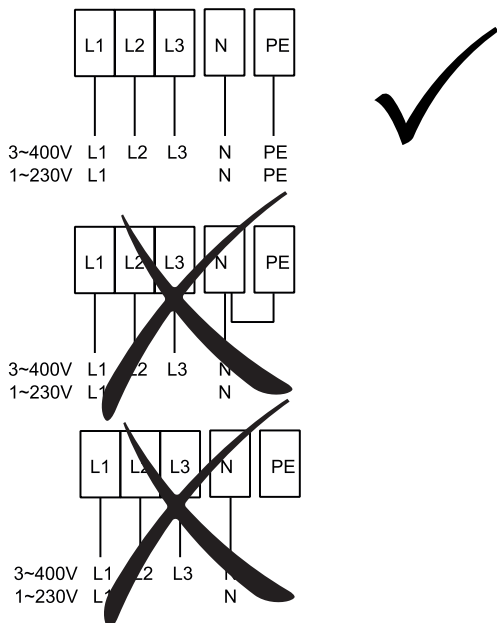 L1 L2 L3 N PE
3~400V L1 L2 L3 N PE
1~230V L1 N PE
L1 L2 L3 N PE
3~400V L1 L2 L3 N
1~230V L1 N
L1 L2 L3 N PE
3~400V L1 L2 L3 N
1~230V L1 N